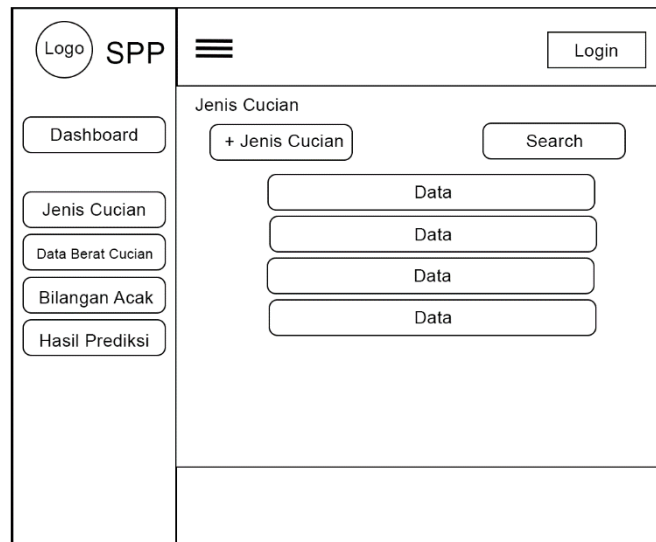 Logo
SPP
Login
Dashboard
Jenis Cucian
Data Berat Cucian
Bilangan Acak
Hasil Prediksi
Jenis Cucian
+ Jenis Cucian
Search
Data
Data
Data
Data